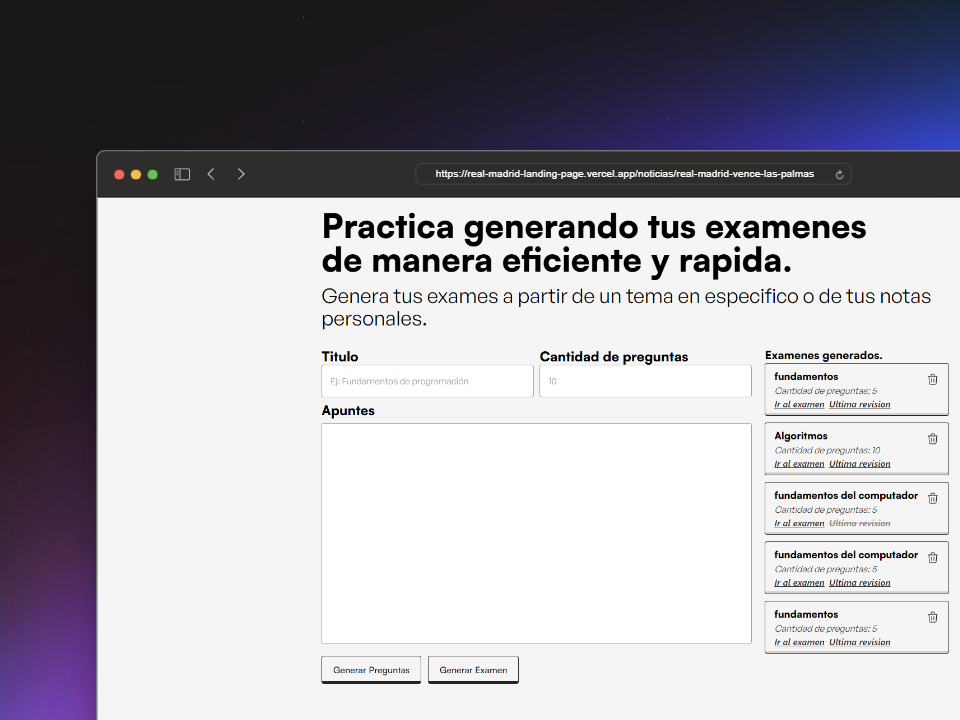 https://real-madrid-landing-page.vercel.app/noticias/real-madrid-vence-las-palmas
Practica generando tus examenes
de manera eficiente y rapida.
Genera tus exames a partir de un tema en especifico o de tus notas
personales.
Titulo
Ej: Fundamentos de programación
Cantidad de preguntas
10
Apuntes
Generar Preguntas
Generar Examen
Examenes generados.
fundamentos
Cantidad de preguntas: 5
Ir al examen Ultima revision
Algoritmos
Cantidad de preguntas: 10
Ir al examen Ultima revision
fundamentos del computador
Cantidad de preguntas: 5
Ir al examen Ultima revision
fundamentos del computador
Cantidad de preguntas: 5
Ir al examen Ultima revision
fundamentos
Cantidad de preguntas: 5
Ir al examen Ultima revision